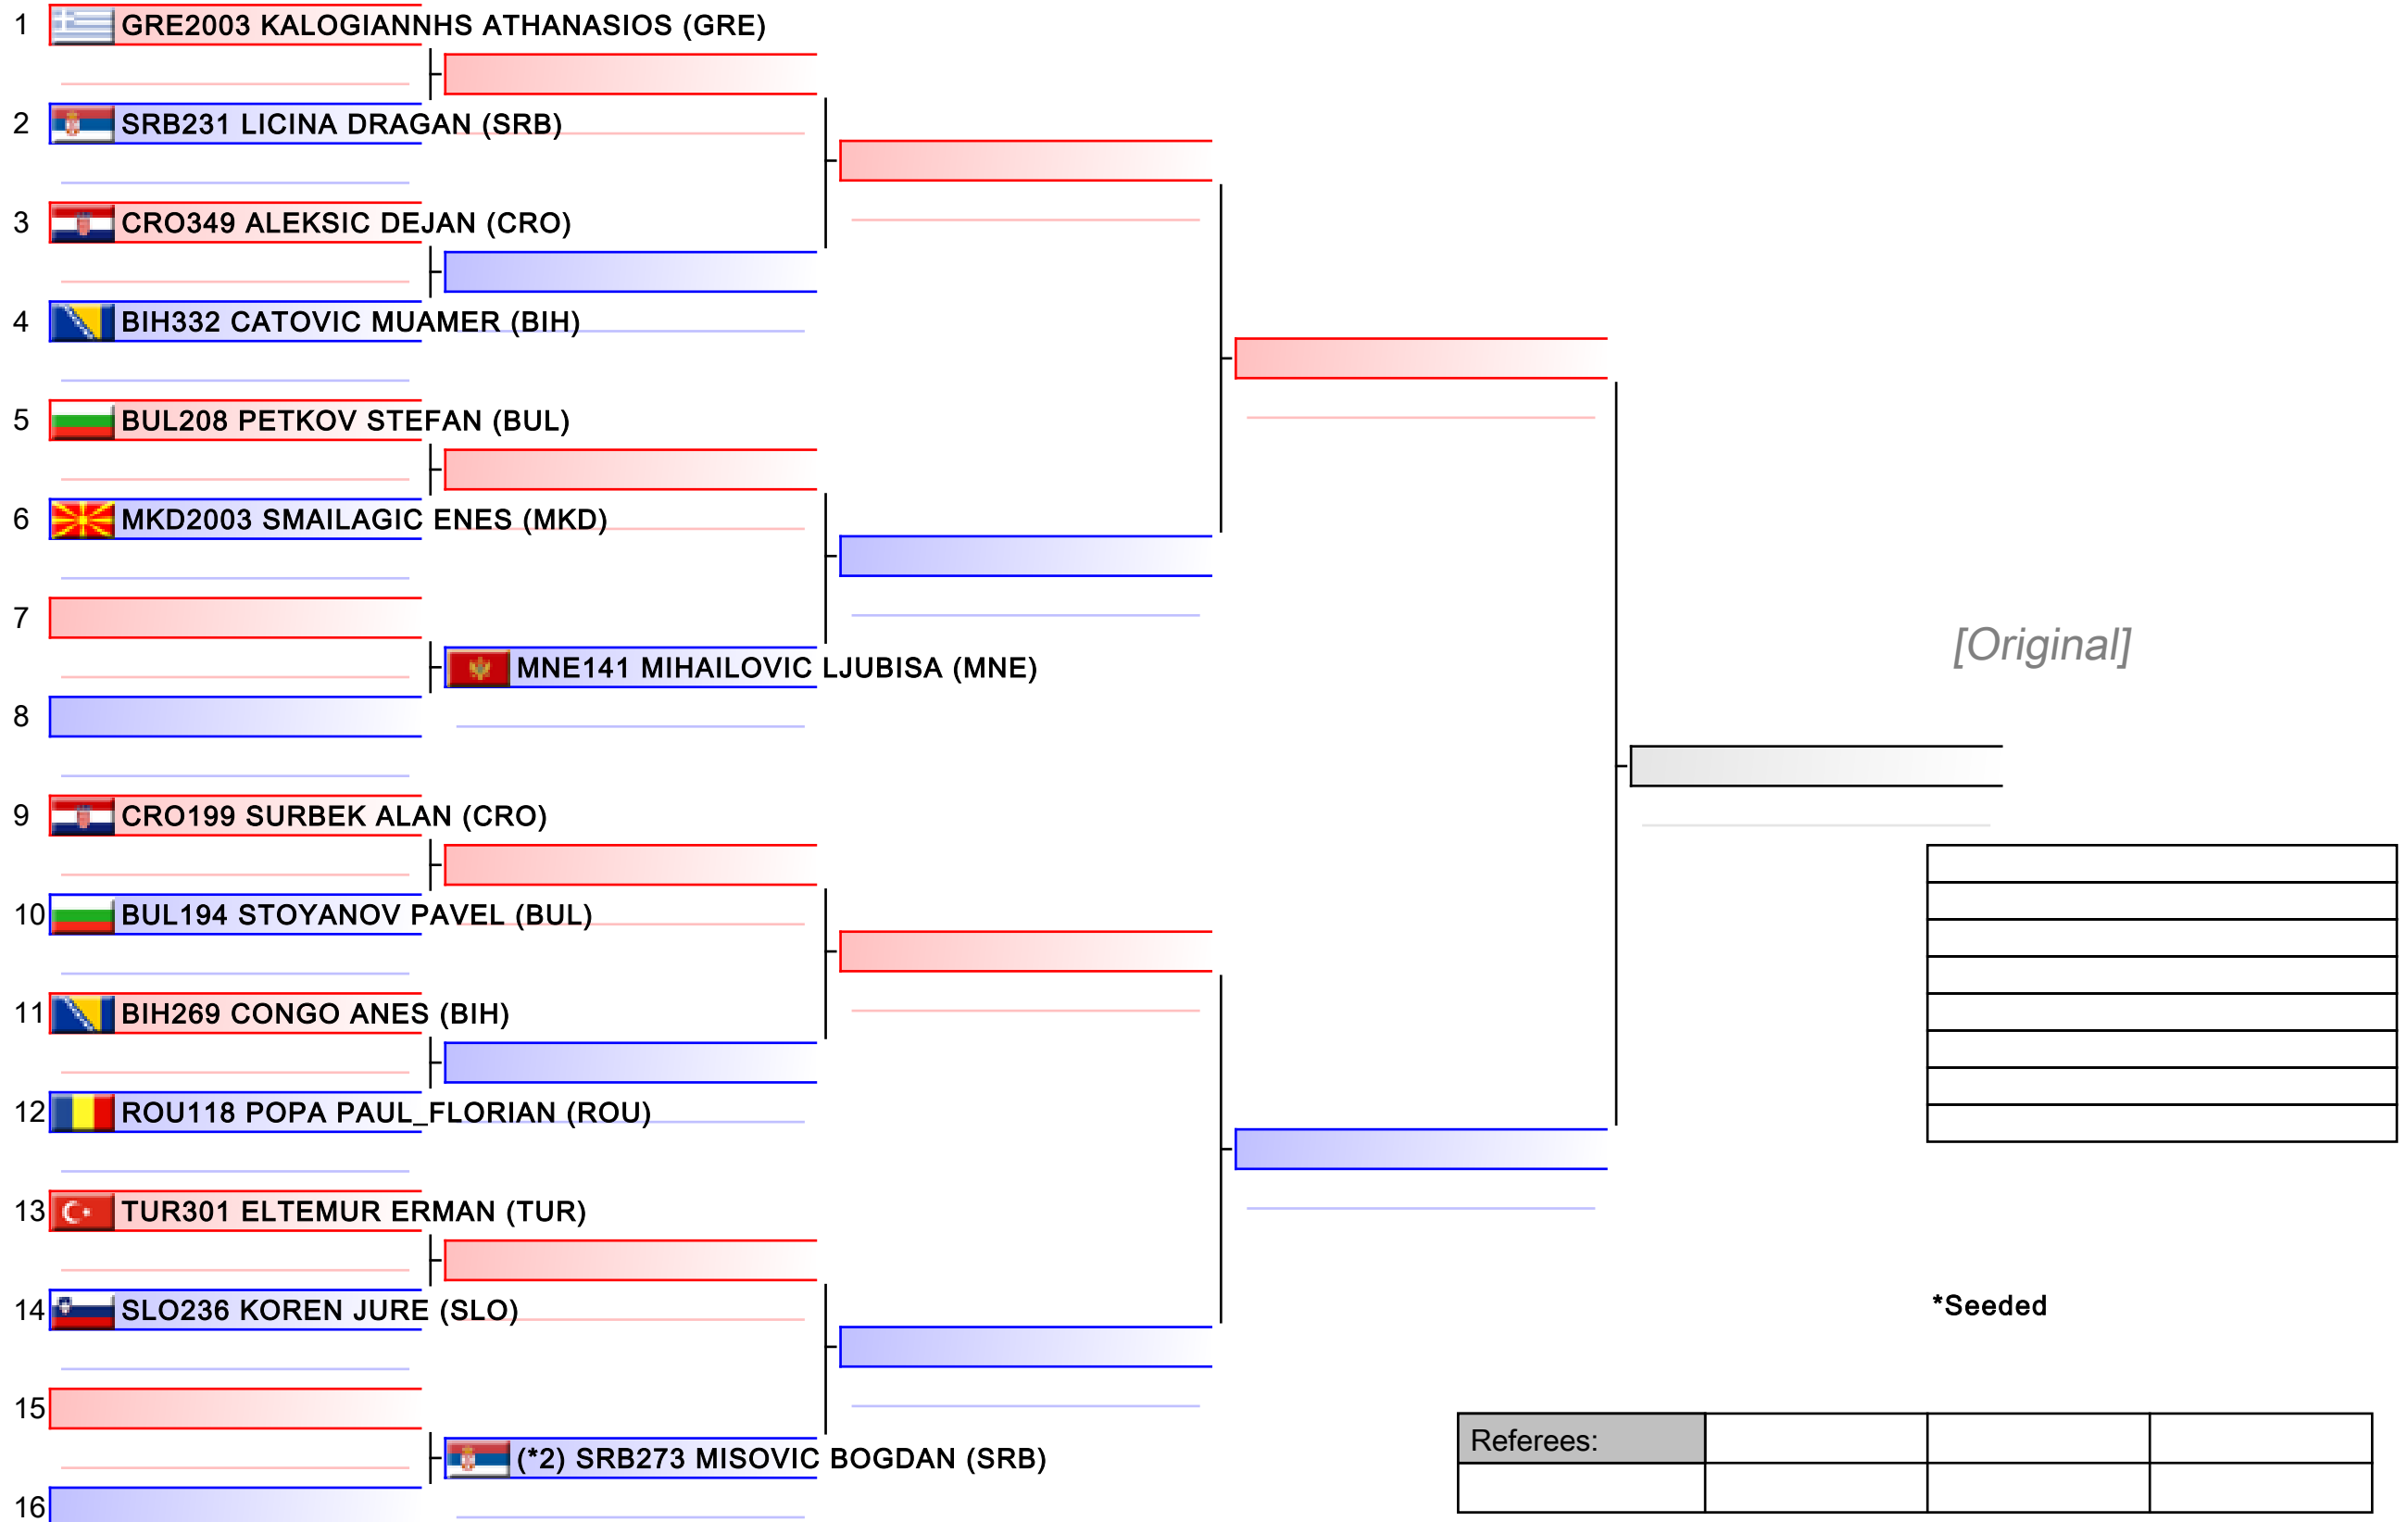 1 GRE2003 KALOGIANNHS ATHANASIOS (GRE)
2 SRB231 LICINA DRAGAN (SRB)
3 CRO349 ALEKSIC DEJAN (CRO)
4 BIH332 CATOVIC MUAMER (BIH)
5 BUL208 PETKOV STEFAN (BUL)
6 MKD2003 SMAILAGIC ENES (MKD)
7
[Original]
MNE141 MIHAILOVIC LJUBISA (MNE)
8
9 CRO199 SURBEK ALAN (CRO)
10 BUL194 STOYANOV PAVEL (BUL)
11 BIH269 CONGO ANES (BIH)
12 ROU118 POPA PAUL_FLORIAN (ROU)
13 TUR301 ELTEMUR ERMAN (TUR)
14 SLO236 KOREN JURE (SLO)
*Seeded
15
Referees:
(*2) SRB273 MISOVIC BOGDAN (SRB)
16